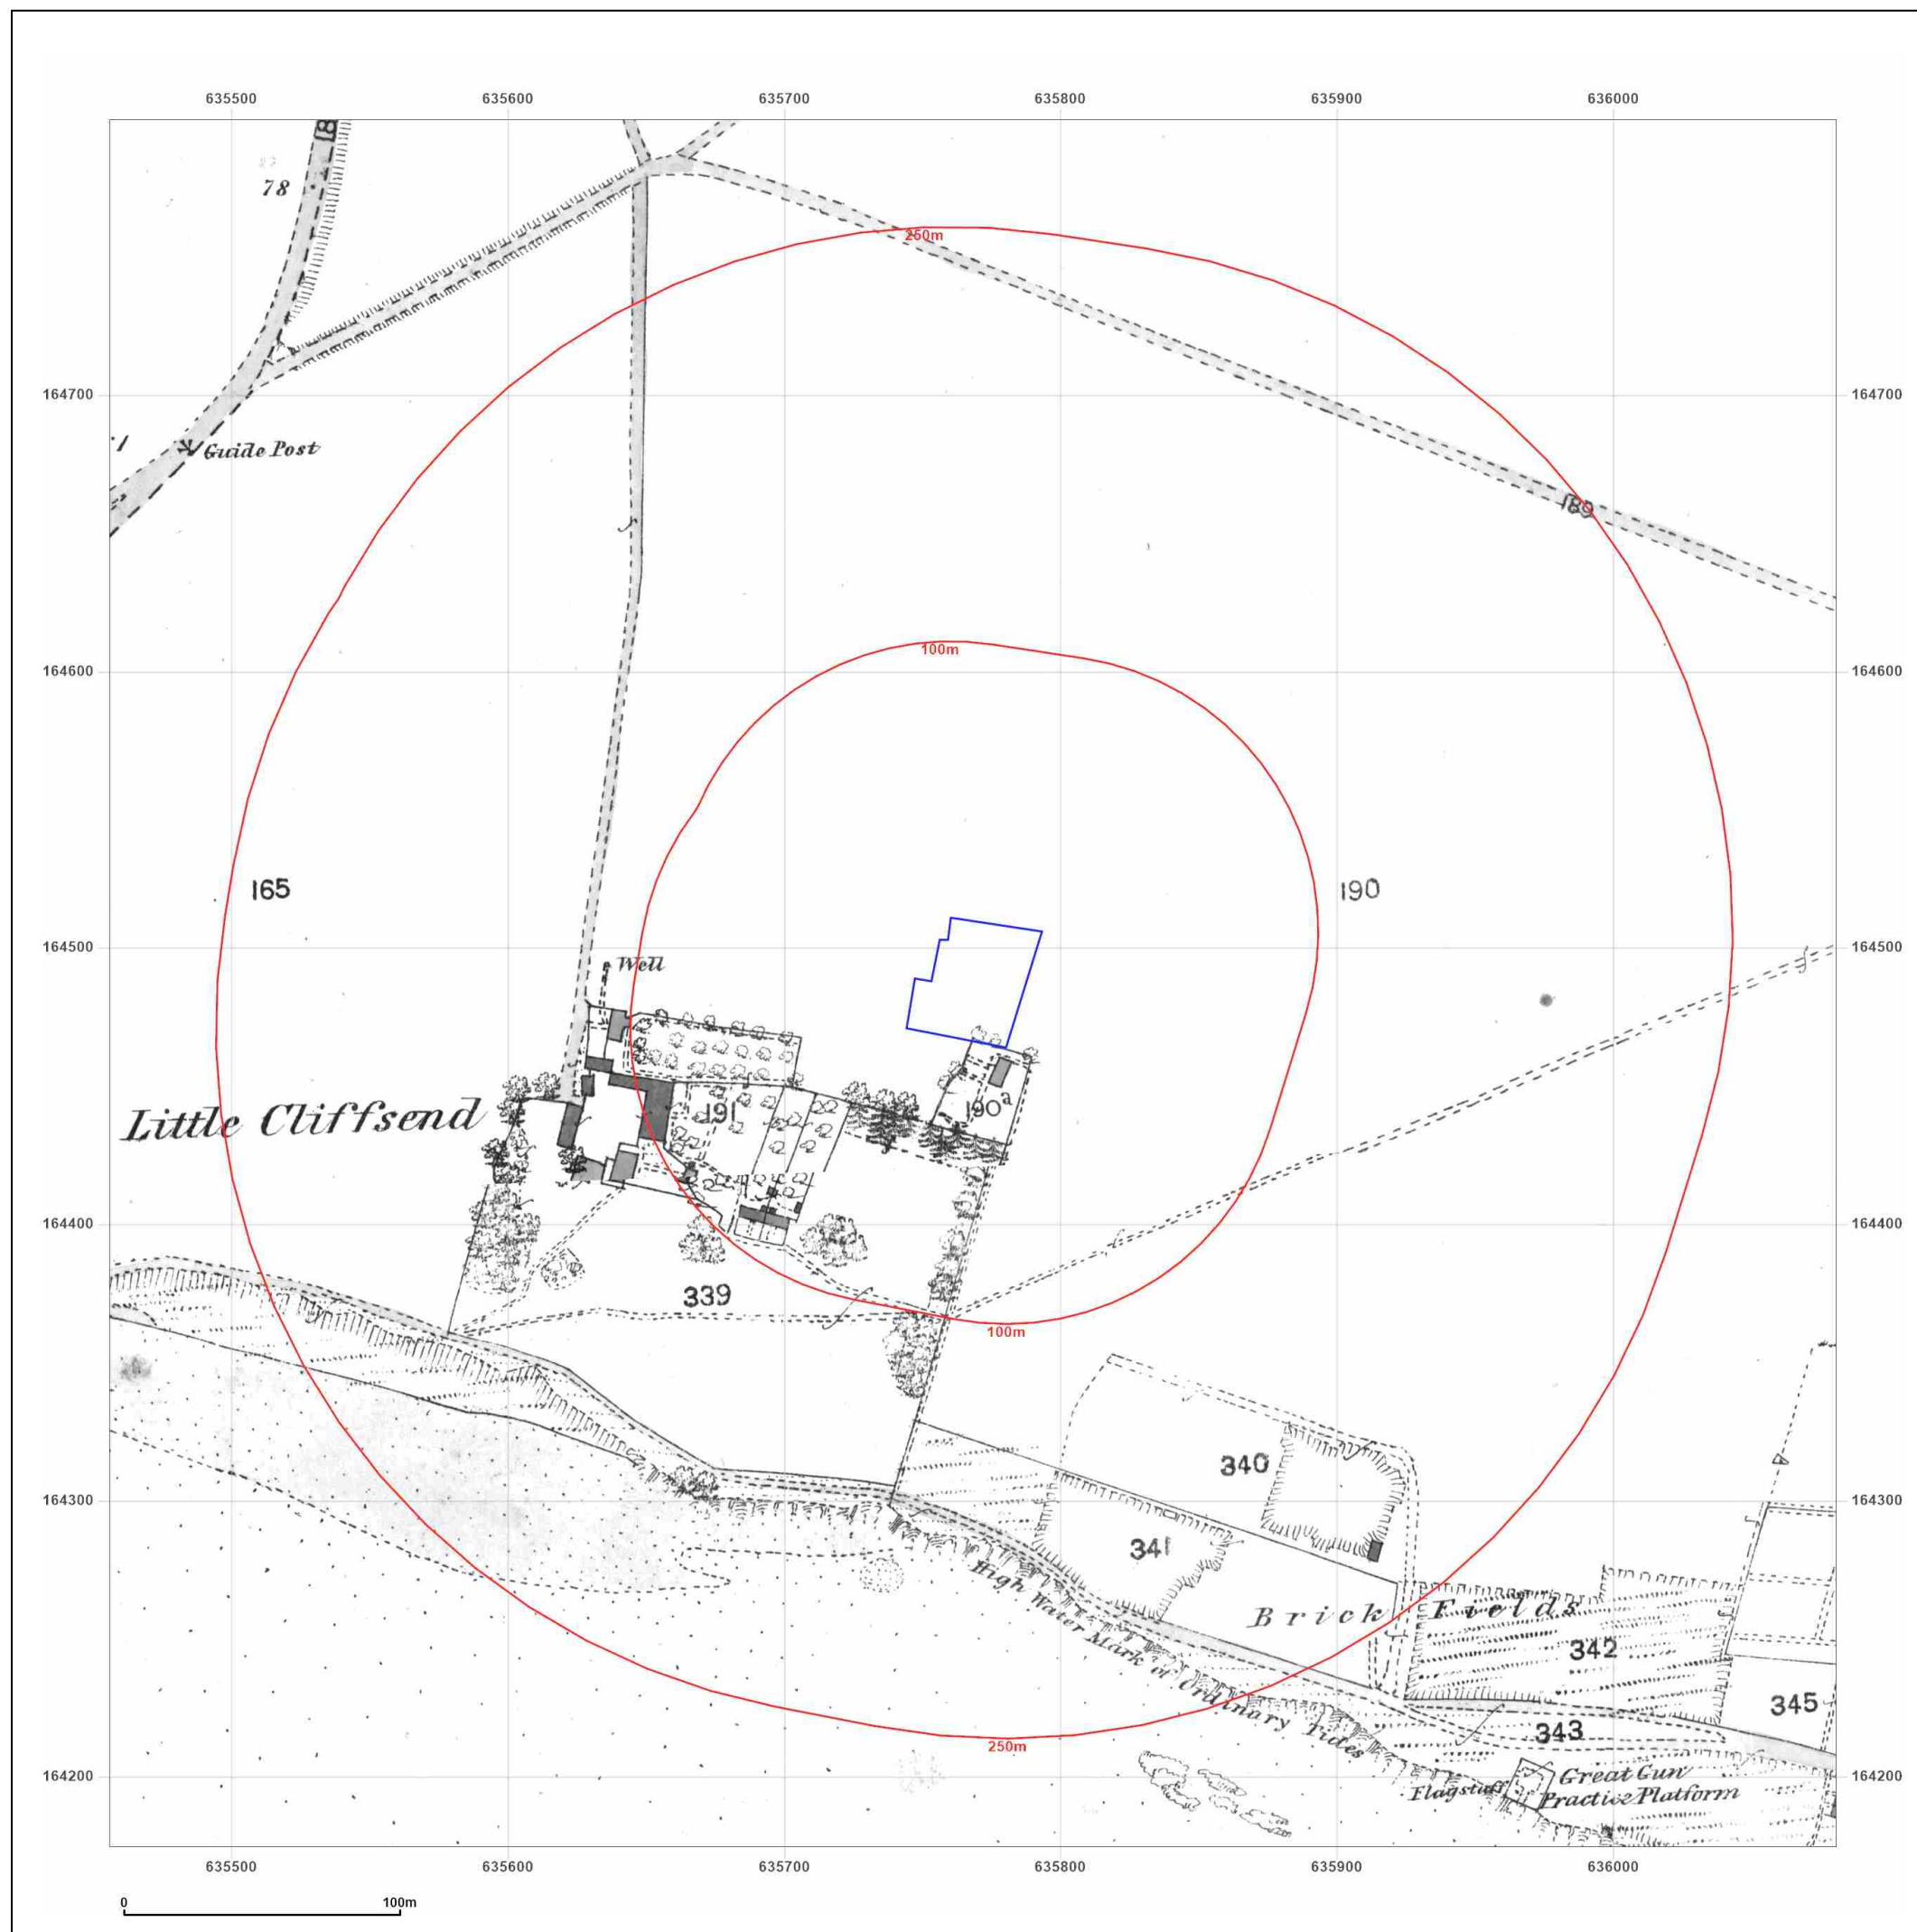 635500 635600 635700 635800 635900 636000
78
250m
164700 164700
Guide Post
189
164600 164600
100m
165
190
164500 164500
Well
191
190a
Little Cliffsend
164400 164400
339
100m
340
164300 164300
341
High Water Mark of Ordinary Tides
Brick Fields
342
345
343
250m
Great Gun
Practice Platform
Flagstaff
164200 164200
635500 635600 635700 635800 635900 636000
0 100m